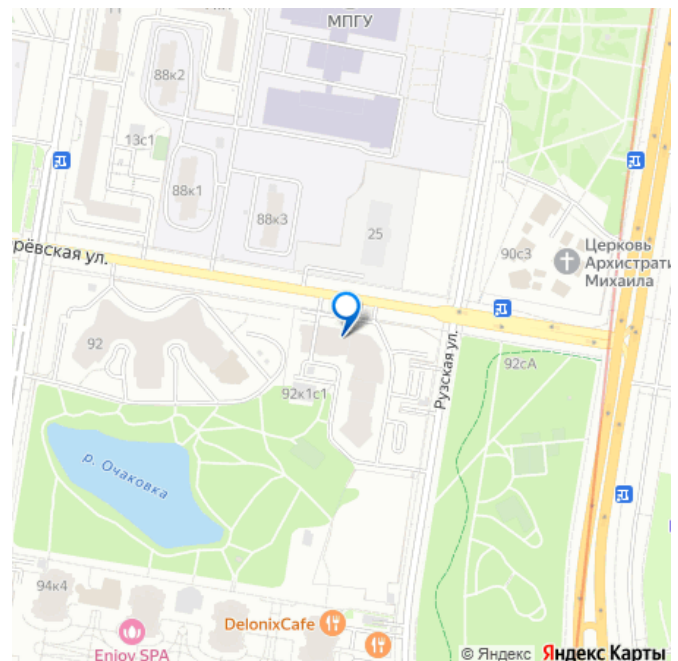 МПГУ
88к2
13с1
88к1
88к3
25
90с3
Церковь
Архистрати
Михаила
рёвская ул.
92
92к1с1
Рузская ул.
92сА
р. Очаковка
94к4
DelonixCafe
Enjoy SPA
© Яндекс Яндекс Карты